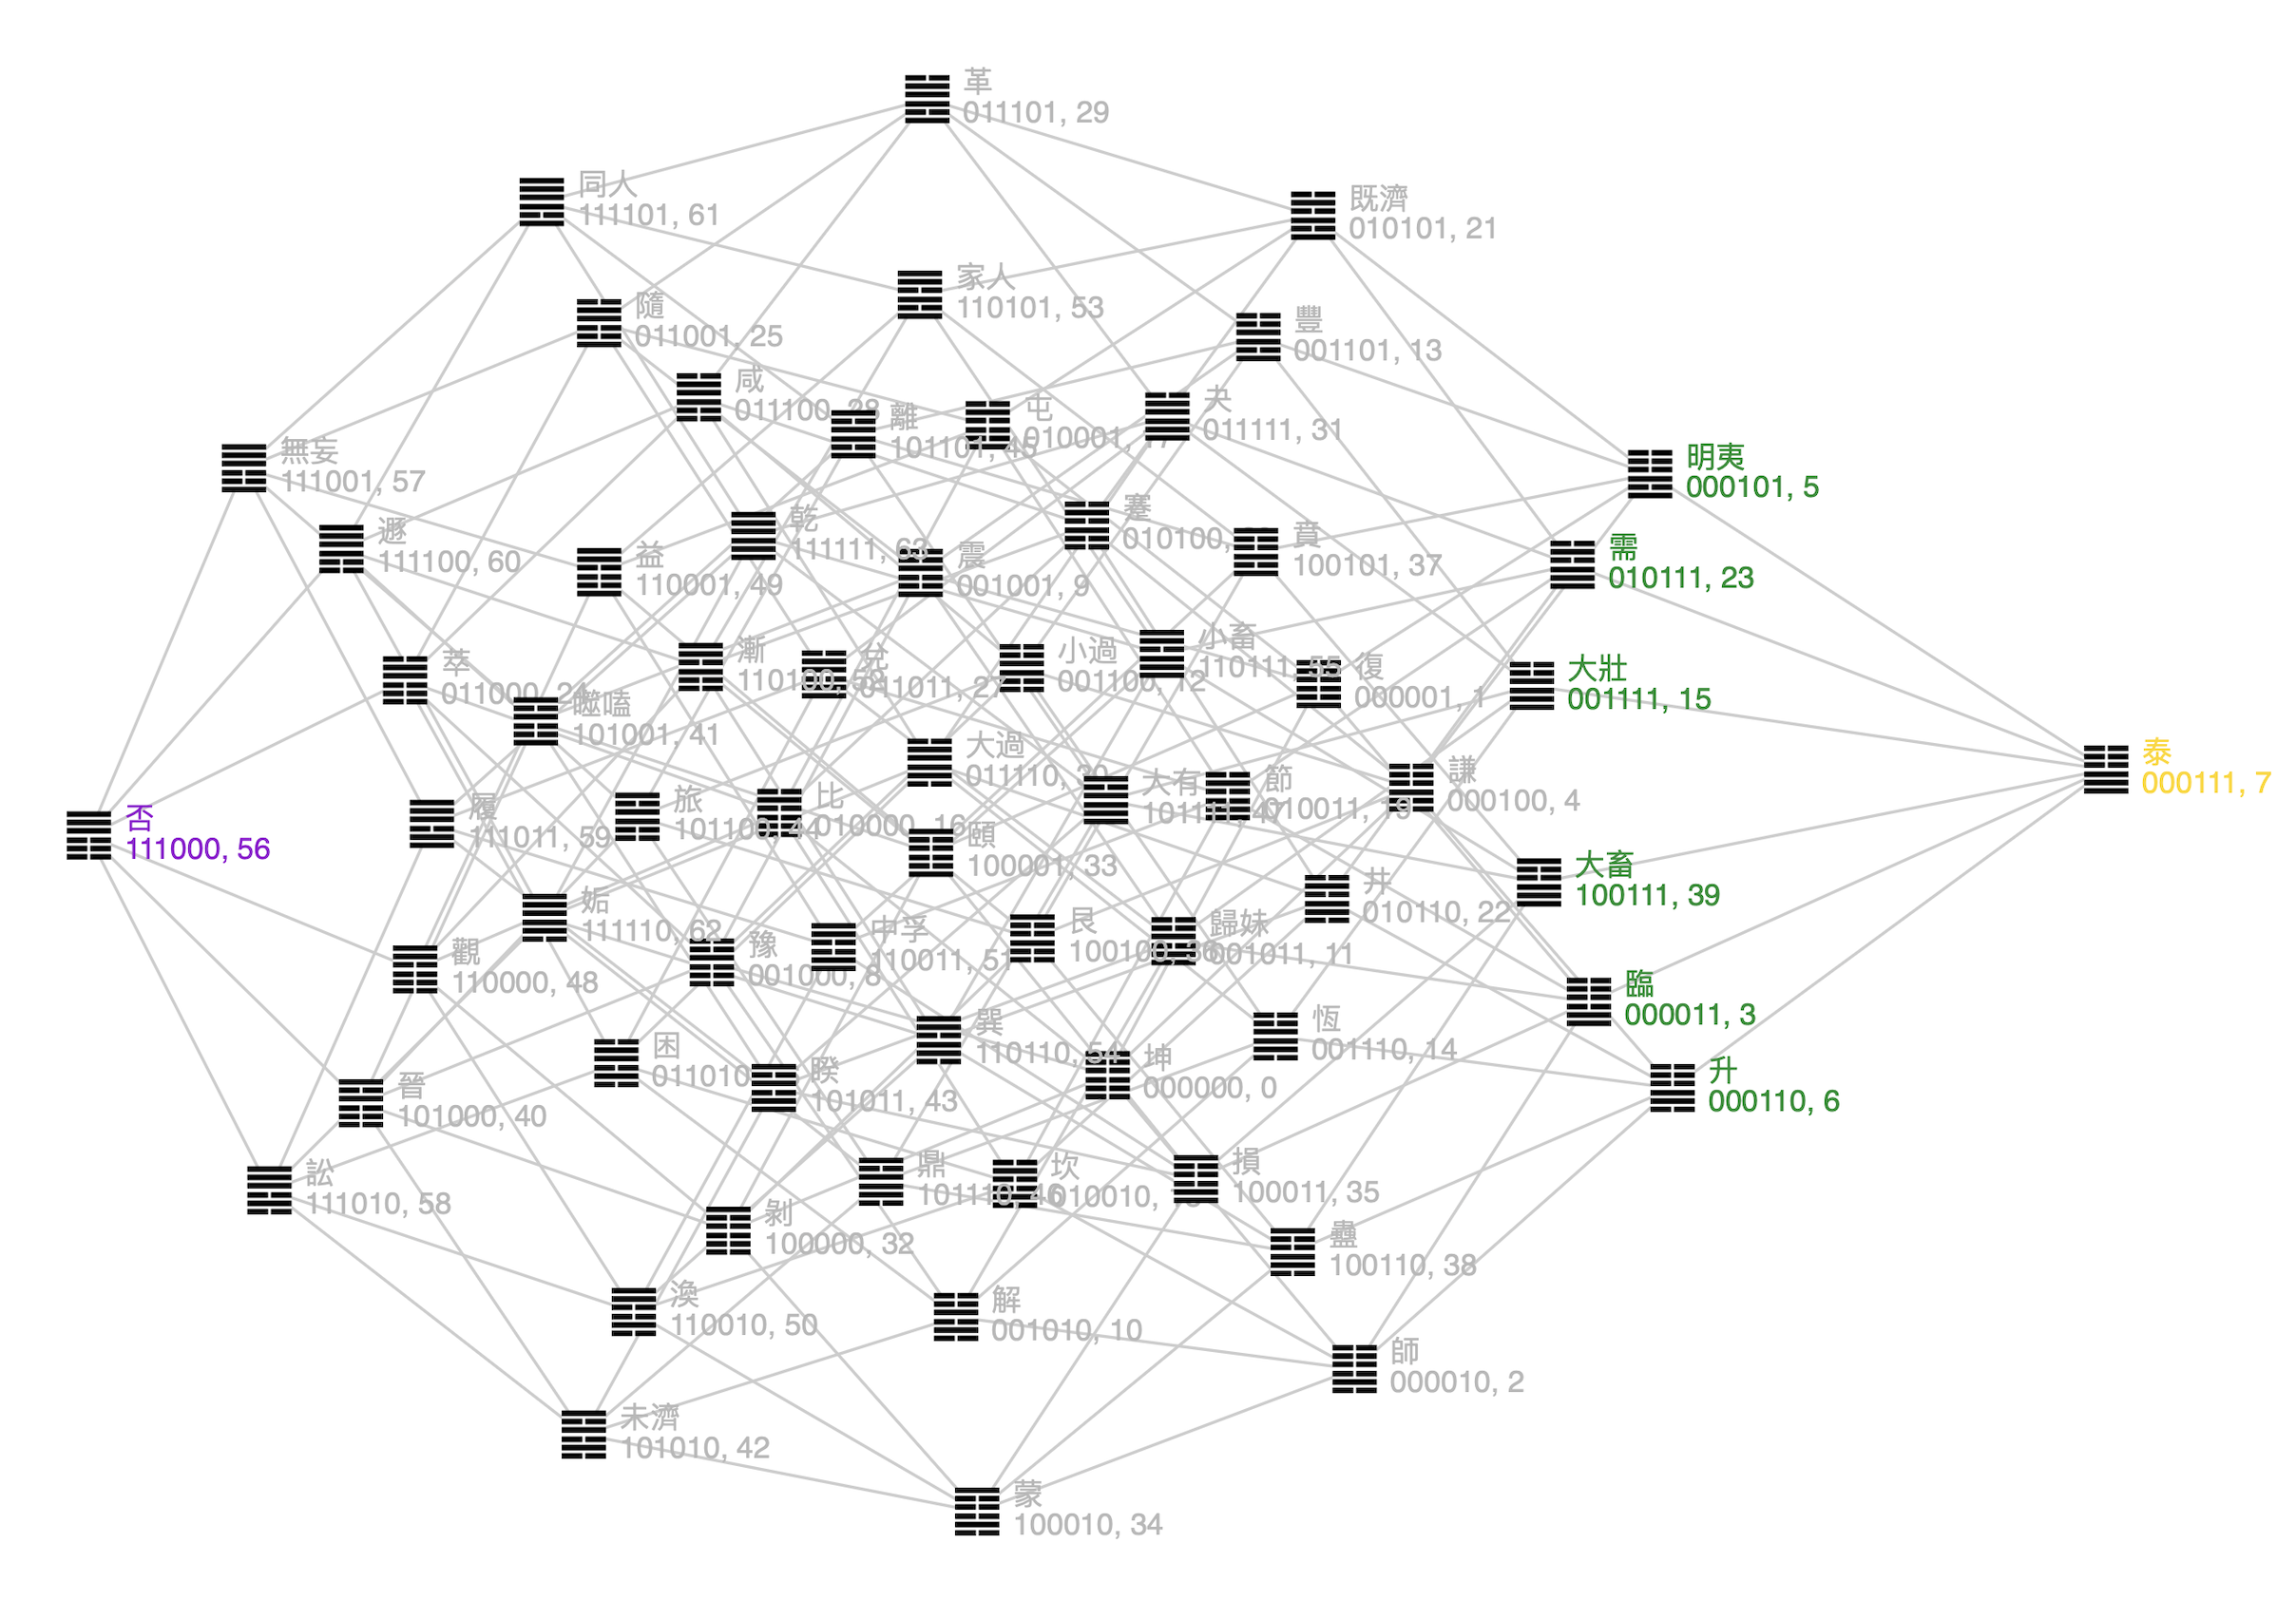 革
011101, 29
同人
111101, 61
既濟
010101, 21
家人
110101, 53
隨
011001, 25
豐
001101, 13
咸
011100, 28
離
101101, 45
屯
010001, 17
夬
011111, 31
無妄
111001, 57
明夷
000101, 5
遯
111100, 60
乾
111111, 63
蹇
010100,
賁
100101, 37
需
010111, 23
益
110001, 49
震
001001, 9
漸
110100, 52
兌
011011, 27
小過
001100, 12
小畜
110111, 55
復
000001, 1
大壯
001111, 15
萃
011000, 24
噬嗑
101001, 41
大過
011110, 30
泰
000111, 7
否
111000, 56
履
111011, 59
旅
101100, 44
比
010000, 16
頤
100001, 33
大有
101111, 47
節
010011, 19
謙
000100, 4
大畜
100111, 39
井
010110, 22
姤
111110, 62
觀
110000, 48
豫
001000, 8
中孚
110011, 51
艮
100100, 36
歸妹
001011, 11
臨
000011, 3
困
011010
睽
101011, 43
巽
110110, 54
坤
000000, 0
恆
001110, 14
升
000110, 6
晉
101000, 40
訟
111010, 58
剝
100000, 32
鼎
101110, 46
坎
010010, 18
損
100011, 35
蠱
100110, 38
渙
110010, 50
解
001010, 10
師
000010, 2
未濟
101010, 42
蒙
100010, 34